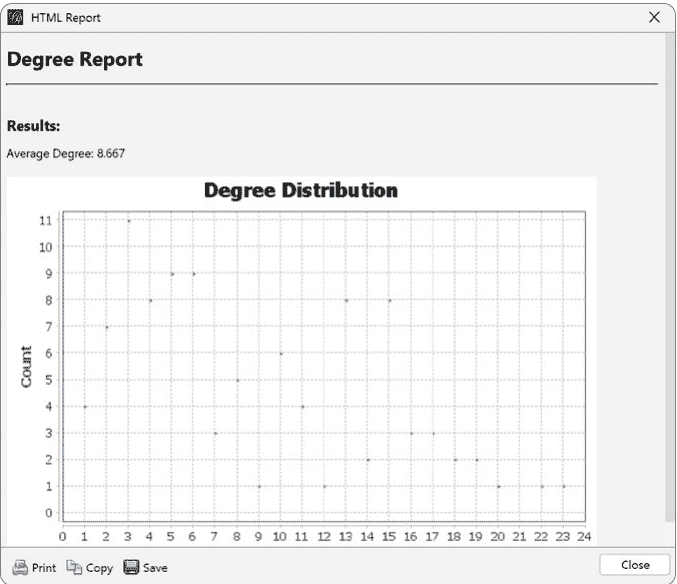 HTML Report
Degree Report
Results:
Average Degree: 8.667
Degree Distribution
11
10
9
8
7
6
5
4
3
2
1
0
Count
0 1 2 3 4 5 6 7 8 9 10 11 12 13 14 15 16 17 18 19 20 21 22 23 24
Print Copy Save Close